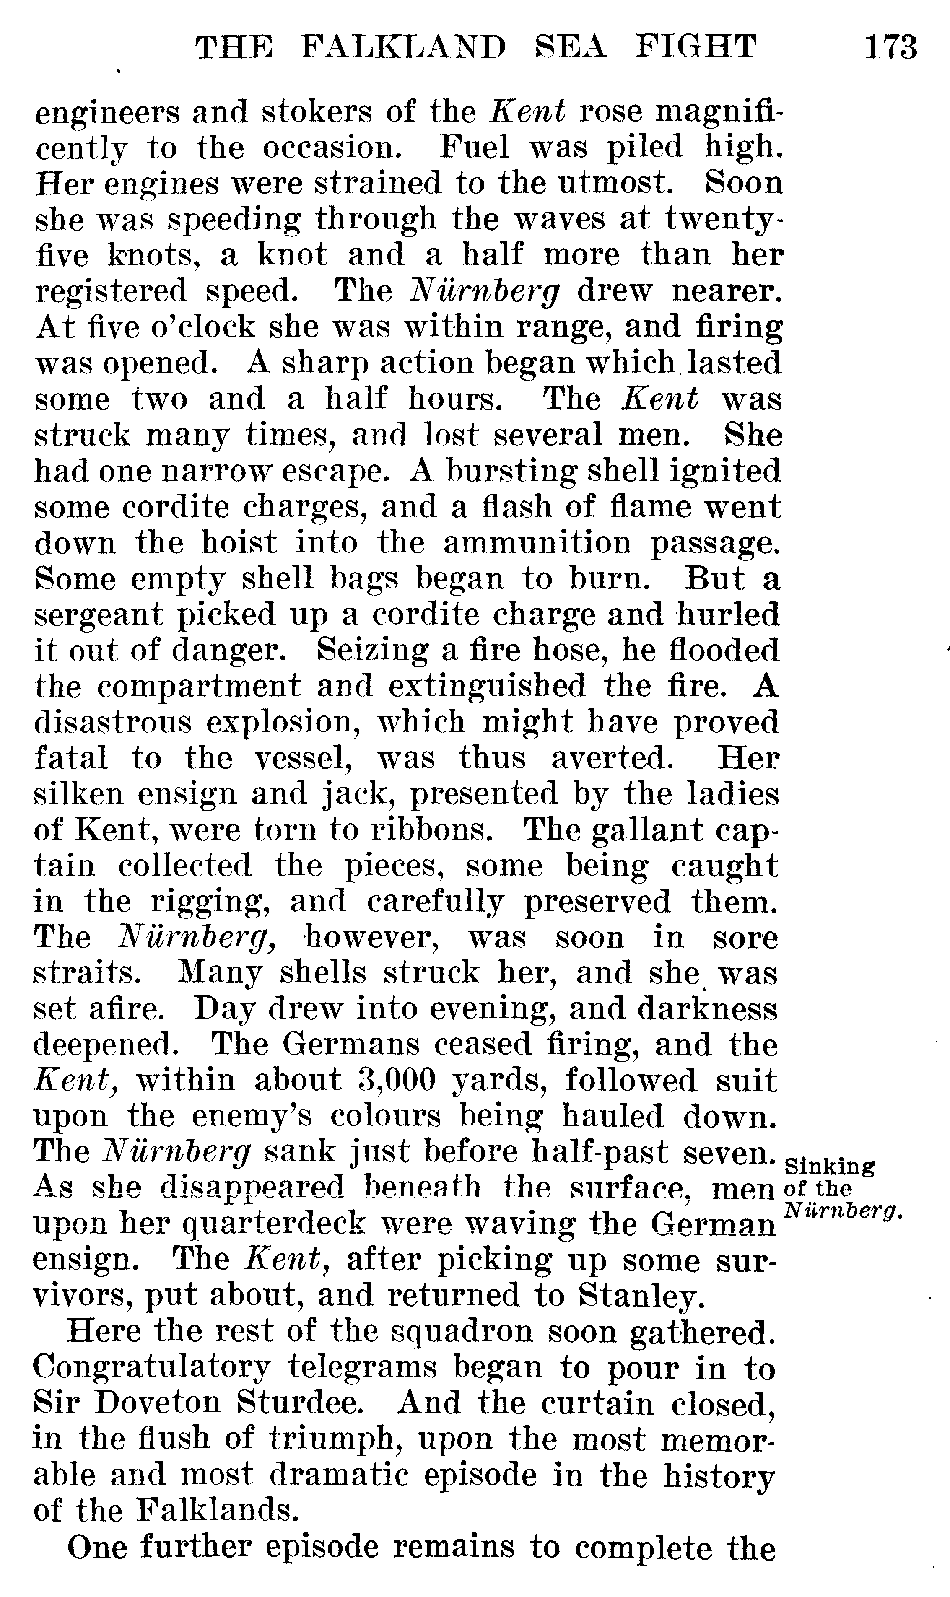 THE FALKLAND SEA FIGHT 173
engineers and stokers of the Kent rose magnifi-
cently to the occasion. Fuel was piled high.
Her engines were strained to the utmost. Soon
she was speeding through the waves at twenty-
five knots, a knot and a half more than her
registered speed. The Nürnberg drew nearer.
At five o'clock she was within range, and firing
was opened. A sharp action began which lasted
some two and a half hours. The Kent was
struck many times, and lost several men. She
had one narrow escape. A bursting shell ignited
some cordite charges, and a flash of flame went
down the hoist into the ammunition passage.
Some empty shell bags began to burn. But a
sergeant picked up a cordite charge and hurled
it out of danger. Seizing a fire hose, he flooded
the compartment and extinguished the fire. A
disastrous explosion, which might have proved
fatal to the vessel, was thus averted. Her
silken ensign and jack, presented by the ladies
of Kent, were torn to ribbons. The gallant cap-
tain collected the pieces, some being caught
in the rigging, and carefully preserved them.
The Nürnberg, however, was soon in sore
straits. Many shells struck her, and she was
set afire. Day drew into evening, and darkness
deepened. The Germans ceased firing, and the
Kent, within about 3,000 yards, followed suit
upon the enemy's colours being hauled down.
The Nürnberg sank just before half-past seven.
As she disappeared beneath the surface, men
upon her quarterdeck were waving the German
ensign. The Kent, after picking up some sur-
vivors, put about, and returned to Stanley.
Sinking
of the
Nürnberg.
Here the rest of the squadron soon gathered.
Congratulatory telegrams began to pour in to
Sir Doveton Sturdee. And the curtain closed,
in the flush of triumph, upon the most memor-
able and most dramatic episode in the history
of the Falklands.
One further episode remains to complete the